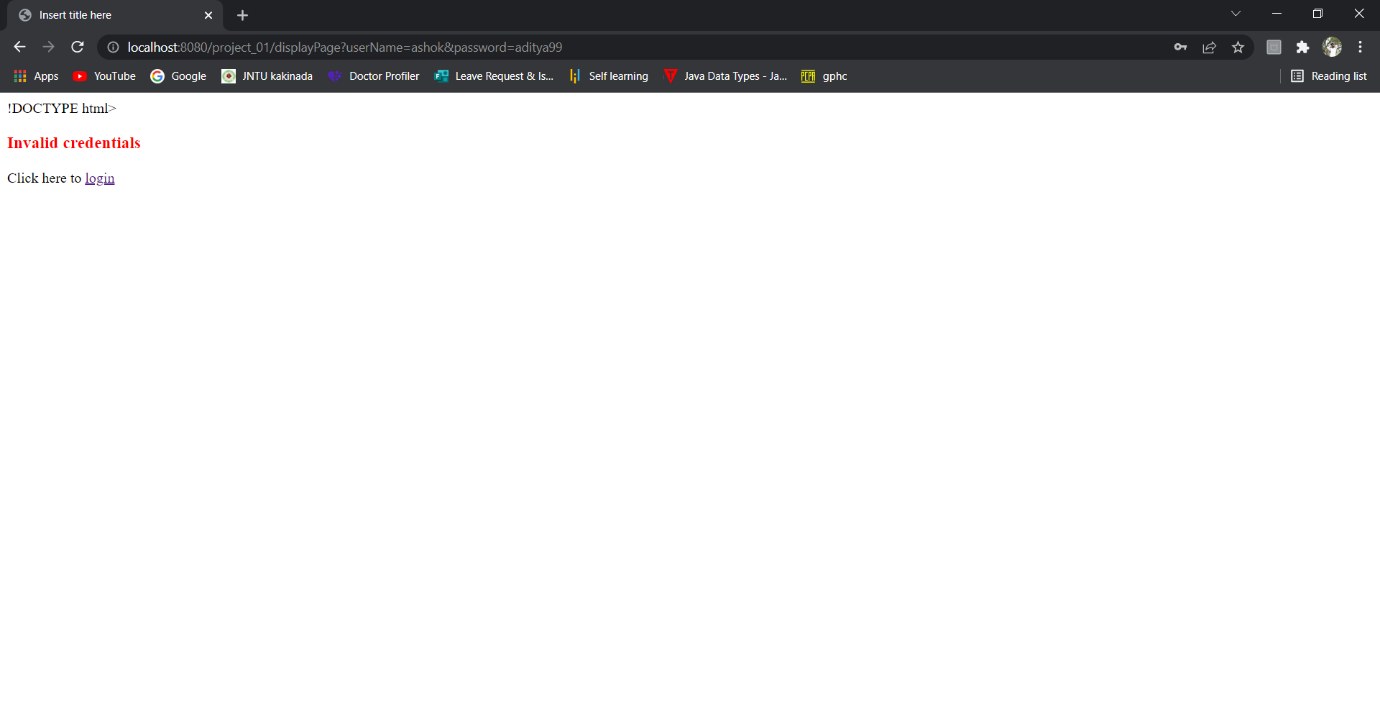 Insert title here
localhost:8080/project_01/displayPage?userName=ashok&password=aditya99
Apps YouTube Google JNTU kakinada Doctor Profiler Leave Request & Is... Self learning Java Data Types - Ja... gphc Reading list
!DOCTYPE html>
Invalid credentials
Click here to login